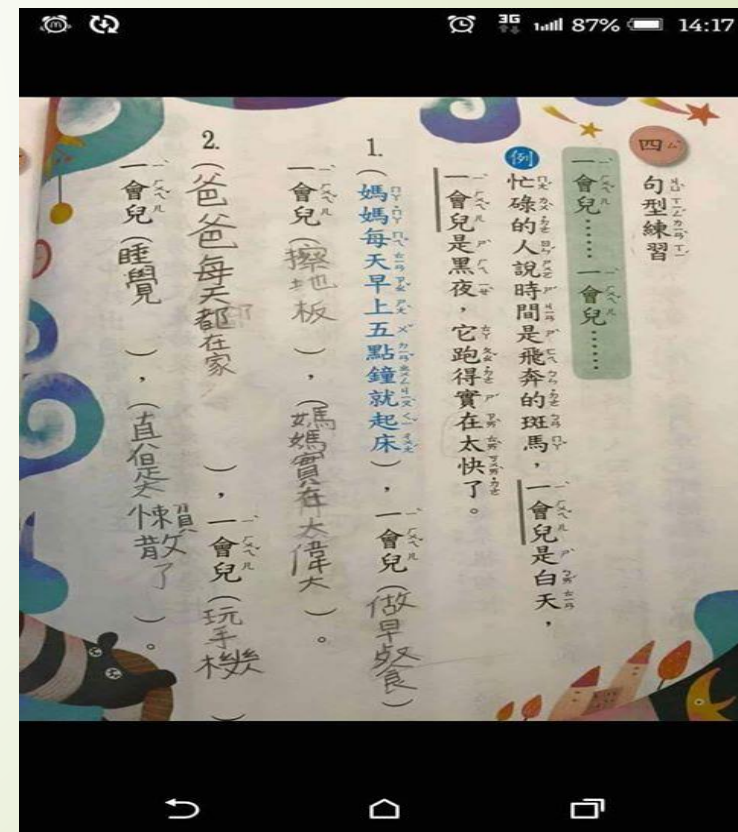 3G 87% 14:17
四 句型練習
一會兒……一會兒……
例 忙碌的人說時間是飛奔的斑馬,一會兒是白天,
一會兒是黑夜,它跑得實在太快了。
1. (媽媽每天早上五點鐘就起床),一會兒(做早餐)
一會兒(擦地板),(媽媽實在太偉大)。
2. (爸爸每天都在家),一會兒(玩手機)
一會兒(睡覺),(真是太懶散了)。